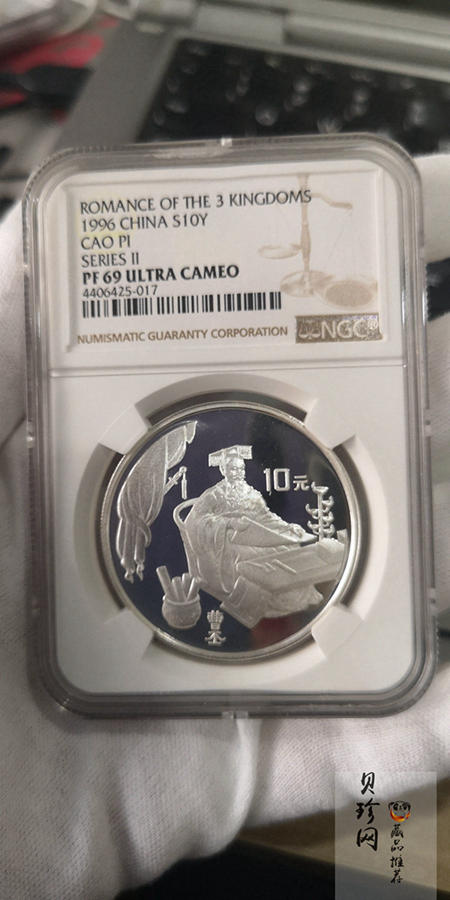 ROMANCE OF THE 3 KINGDOMS
1996 CHINA S10Y
CAO PI
SERIES II
PF 69 ULTRA CAMEO
4406425-017
NUMISMATIC GUARANTY CORPORATION
NGC
10元
曹丕
贝珍网
藏品推荐